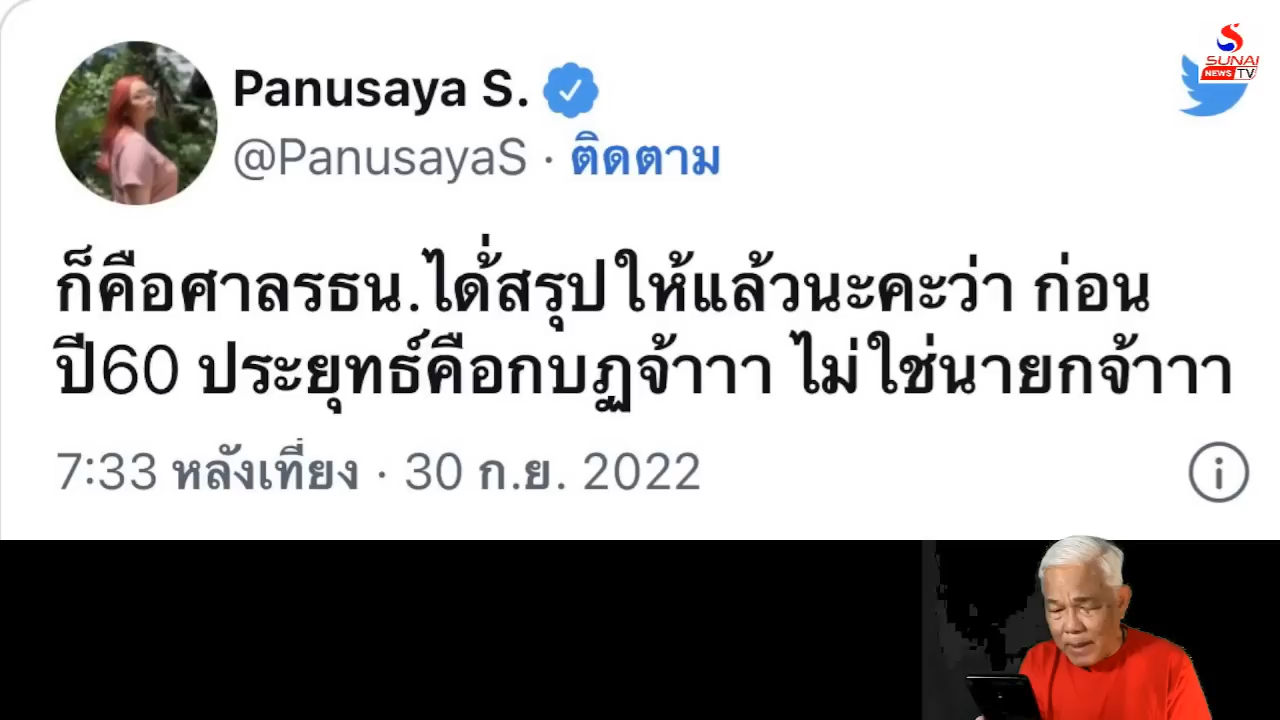 Panusaya S.
@PanusayaS · ติดตาม
SUNAI
NEWS TV
ก็คือศาลรธน.ได้่สรุปให้แล้วนะคะว่า ก่อน
ปี60 ประยุทธ์คือกบฏจ้าาา ไม่ใช่นายกจ้าาา
7:33 หลังเที่ยง · 30 ก.ย. 2022